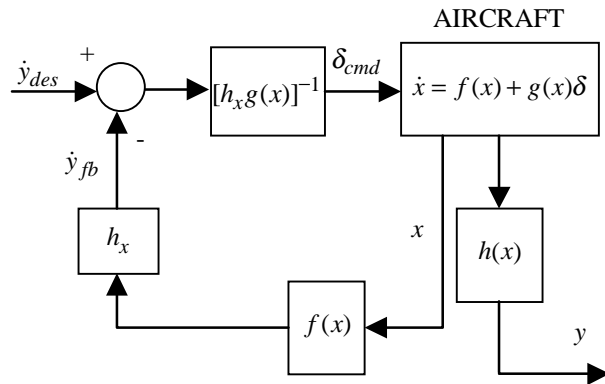 AIRCRAFT
+
ẏ_des
[h_x g(x)]^{-1}
δ_cmd
ẋ = f(x) + g(x)δ
-
ẏ_fb
h_x
x
h(x)
f(x)
y